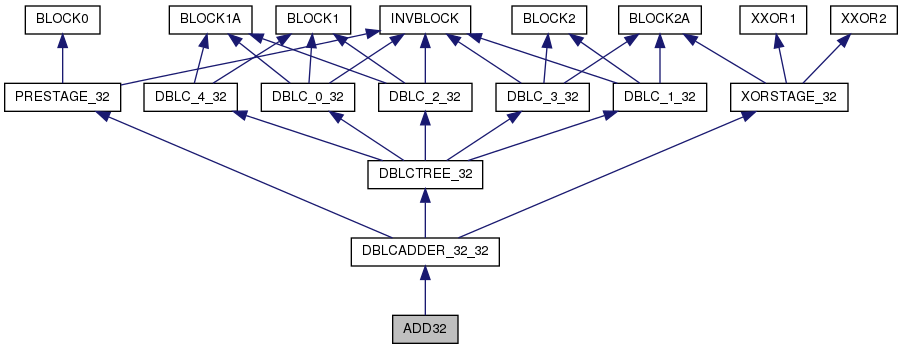 BLOCK0 BLOCK1A BLOCK1 INVBLOCK BLOCK2 BLOCK2A XXOR1 XXOR2
PRESTAGE_32 DBLC_4_32 DBLC_0_32 DBLC_2_32 DBLC_3_32 DBLC_1_32 XORSTAGE_32
DBLCTREE_32
DBLCADDER_32_32
ADD32